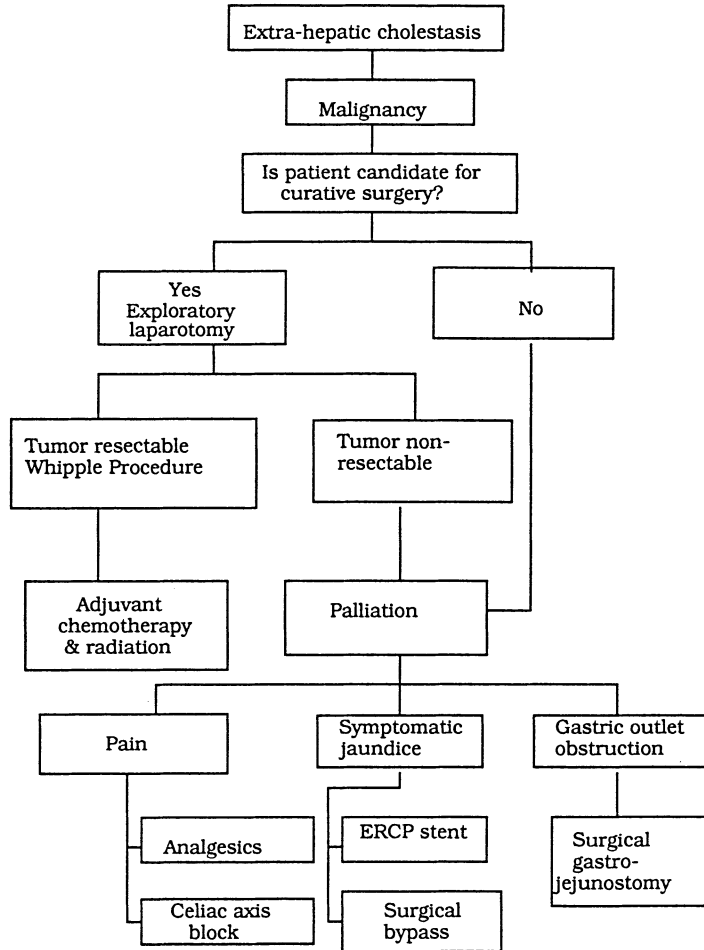 Extra-hepatic cholestasis
Malignancy
Is patient candidate for
curative surgery?
Yes
Exploratory
laparotomy
No
Tumor resectable
Whipple Procedure
Tumor non-
resectable
Adjuvant
chemotherapy
& radiation
Palliation
Pain
Symptomatic
jaundice
Gastric outlet
obstruction
Analgesics
ERCP stent
Surgical
gastro-
jejunostomy
Celiac axis
block
Surgical
bypass